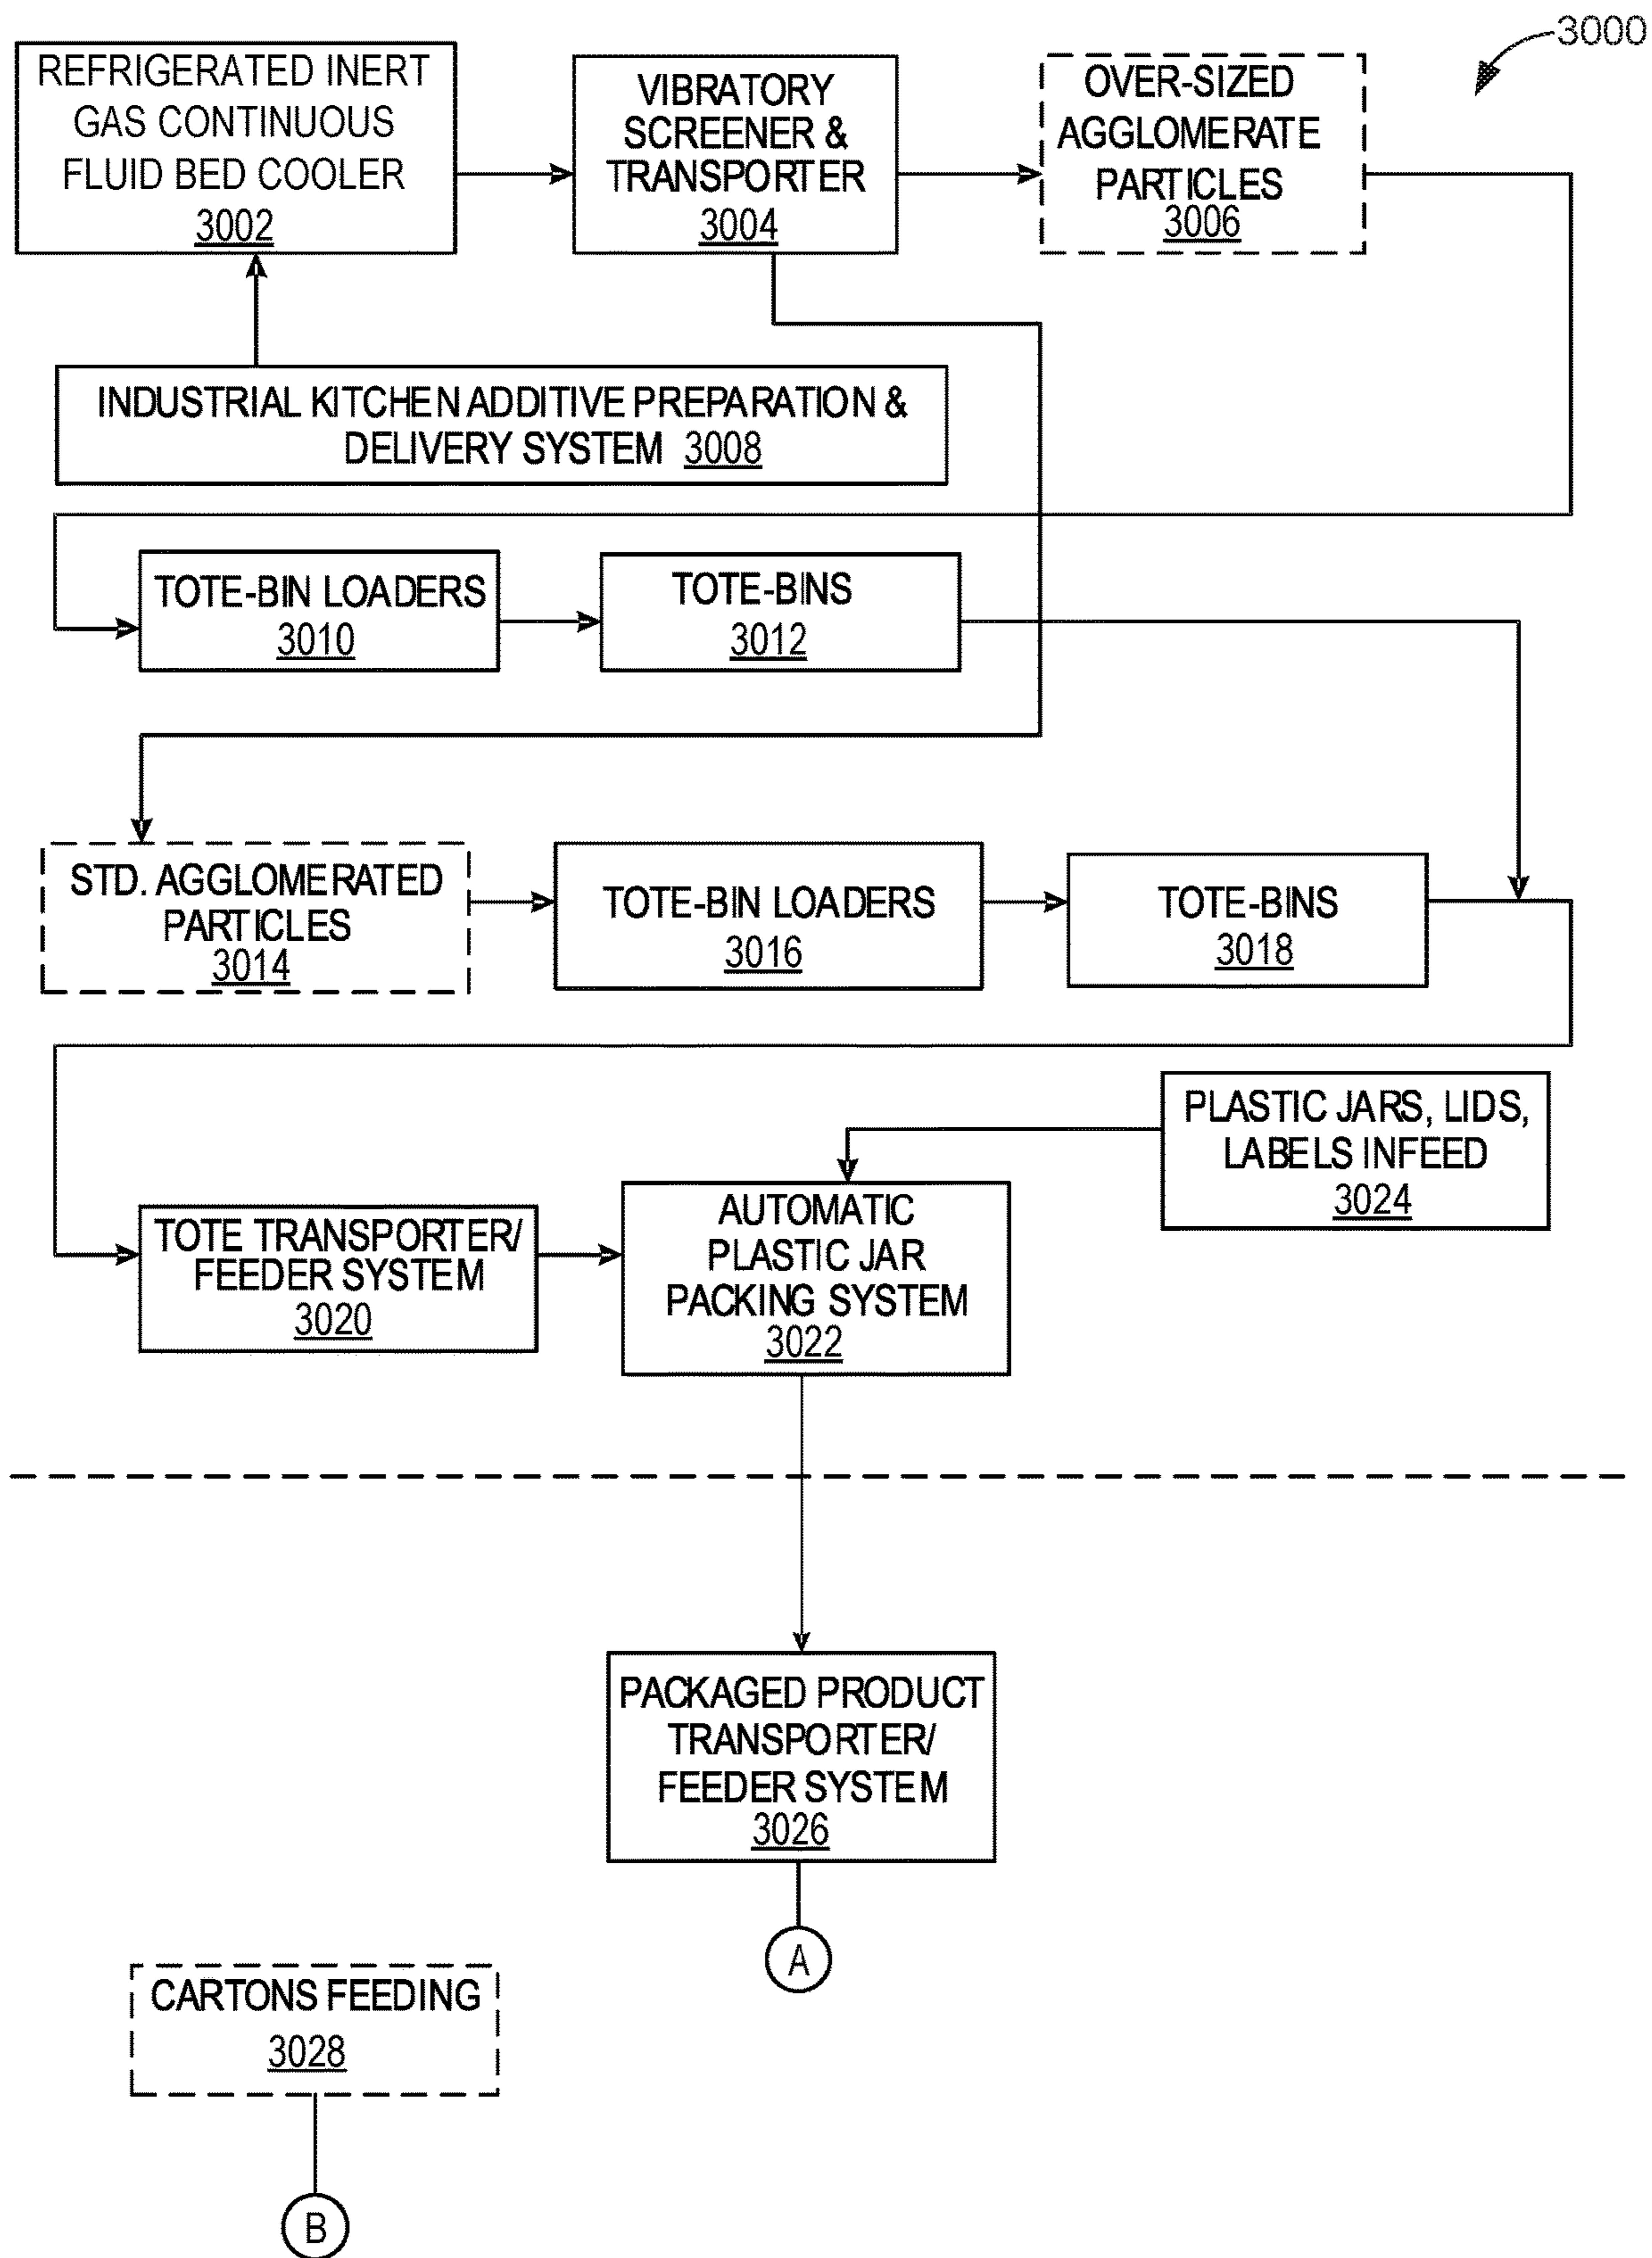 3000
REFRIGERATED INERT
GAS CONTINUOUS
FLUID BED COOLER
3002
VIBRATORY
SCREENER &
TRANSPORTER
3004
OVER-SIZED
AGGLOMERATE
PARTICLES
3006
INDUSTRIAL KITCHEN ADDITIVE PREPARATION &
DELIVERY SYSTEM 3008
TOTE-BIN LOADERS
3010
TOTE-BINS
3012
STD. AGGLOMERATED
PARTICLES
3014
TOTE-BIN LOADERS
3016
TOTE-BINS
3018
PLASTIC JARS, LIDS,
LABELS INFEED
3024
TOTE TRANSPORTER/
FEEDER SYSTEM
3020
AUTOMATIC
PLASTIC JAR
PACKING SYSTEM
3022
PACKAGED PRODUCT
TRANSPORTER/
FEEDER SYSTEM
3026
A
CARTONS FEEDING
3028
B